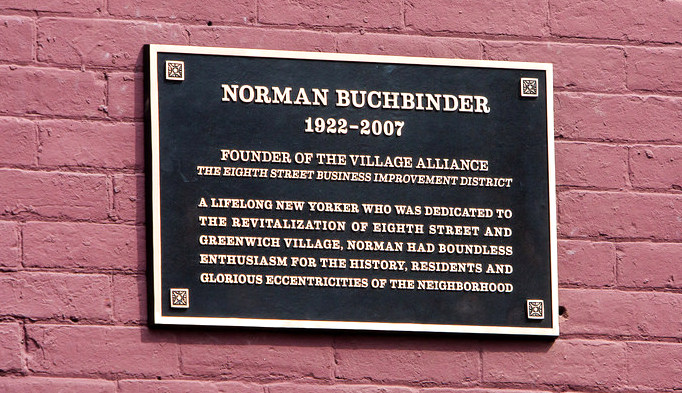 NORMAN BUCHBINDER
1922-2007
FOUNDER OF THE VILLAGE ALLIANCE
THE EIGHTH STREET BUSINESS IMPROVEMENT DISTRICT
A LIFELONG NEW YORKER WHO WAS DEDICATED TO
THE REVITALIZATION OF EIGHTH STREET AND
GREENWICH VILLAGE, NORMAN HAD BOUNDLESS
ENTHUSIASM FOR THE HISTORY, RESIDENTS AND
GLORIOUS ECCENTRICITIES OF THE NEIGHBORHOOD